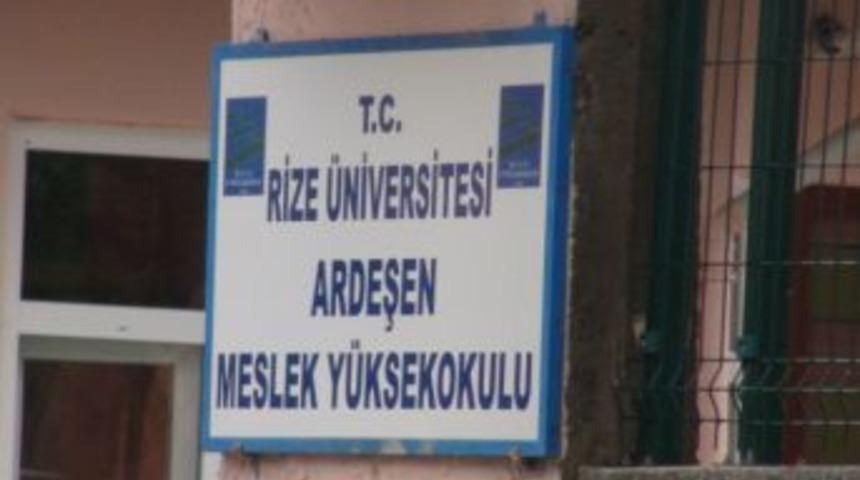 T.C.
RİZE ÜNİVERSİTESİ
ARDEŞEN
MESLEK YÜKSEKOKULU